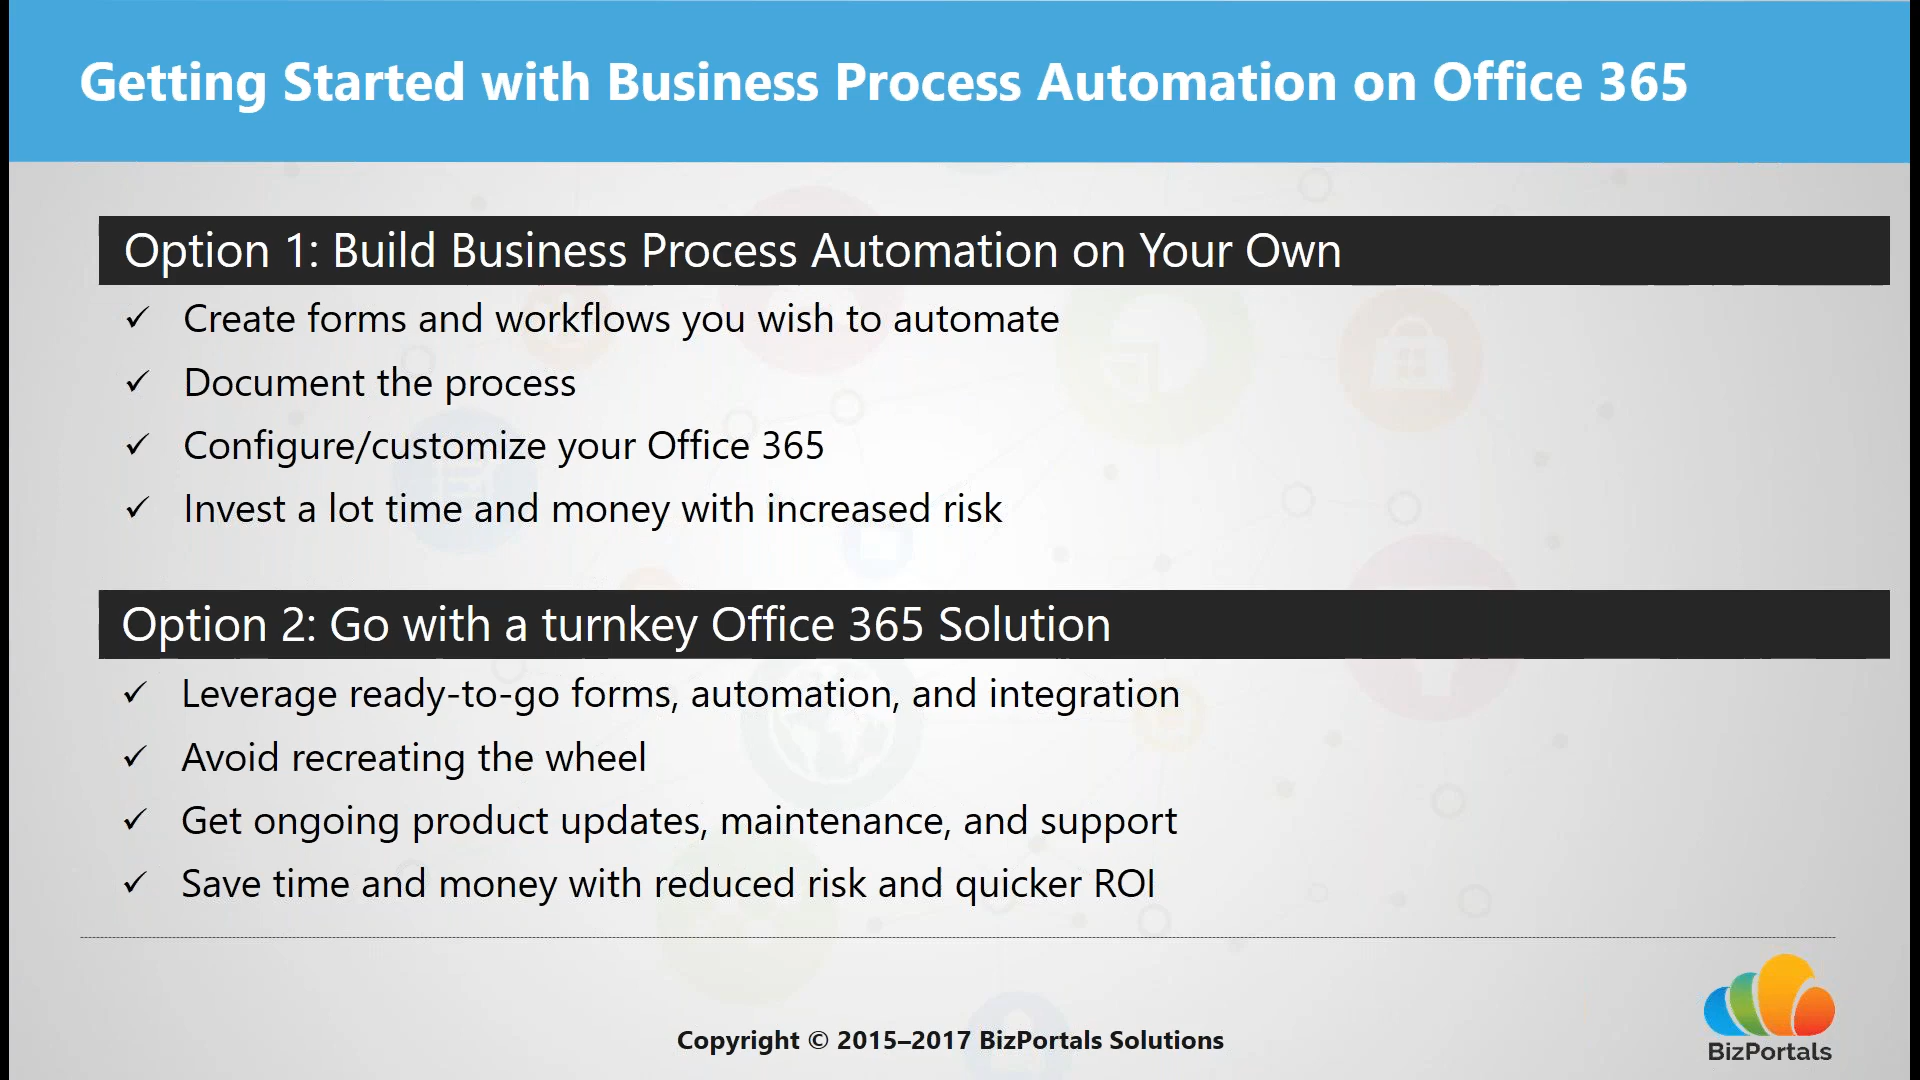 Getting Started with Business Process Automation on Office 365
Option 1: Build Business Process Automation on Your Own
✓ Create forms and workflows you wish to automate
✓ Document the process
✓ Configure/customize your Office 365
✓ Invest a lot time and money with increased risk
Option 2: Go with a turnkey Office 365 Solution
✓ Leverage ready-to-go forms, automation, and integration
✓ Avoid recreating the wheel
✓ Get ongoing product updates, maintenance, and support
✓ Save time and money with reduced risk and quicker ROI
Copyright © 2015–2017 BizPortals Solutions
BizPortals